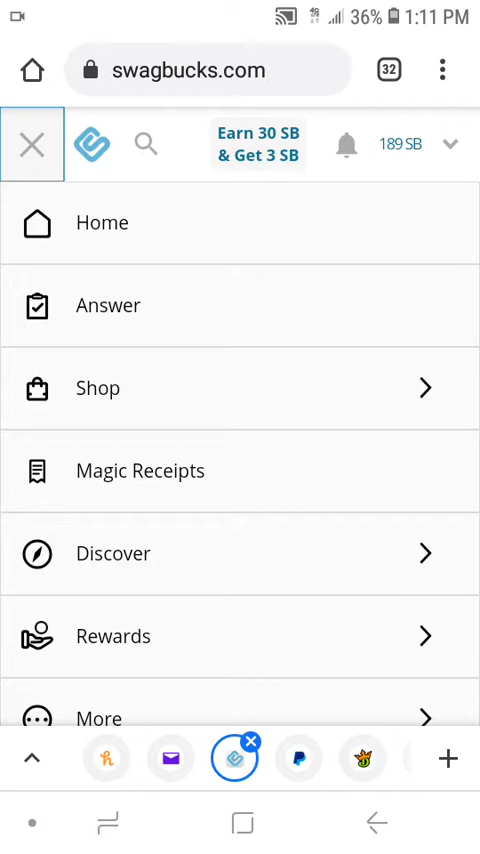 36% 1:11 PM
swagbucks.com
32
Earn 30 SB
& Get 3 SB
189 SB
Home
Answer
Shop
Magic Receipts
Discover
Rewards
More